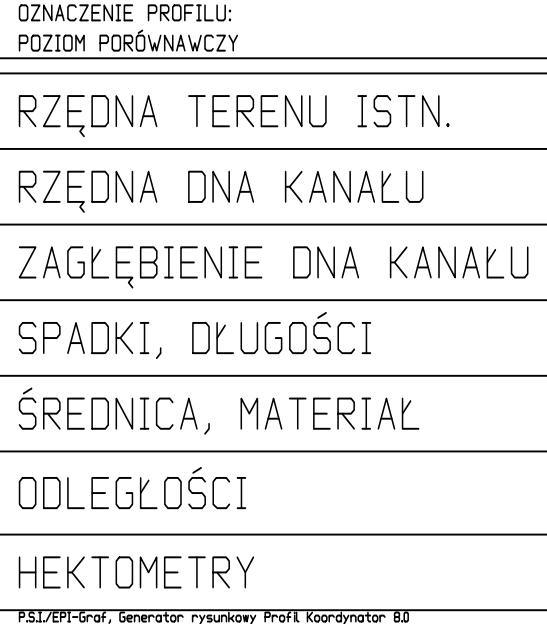 OZNACZENIE PROFILU:
POZIOM PORÓWNAWCZY
RZĘDNA TERENU ISTN.
RZĘDNA DNA KANAŁU
ZAGŁĘBIENIE DNA KANAŁU
SPADKI, DŁUGOŚCI
ŚREDNICA, MATERIAŁ
ODLEGŁOŚCI
HEKTOMETRY
P.S.I./EPI-Graf, Generator rysunkowy Profil Koordynator 8.0